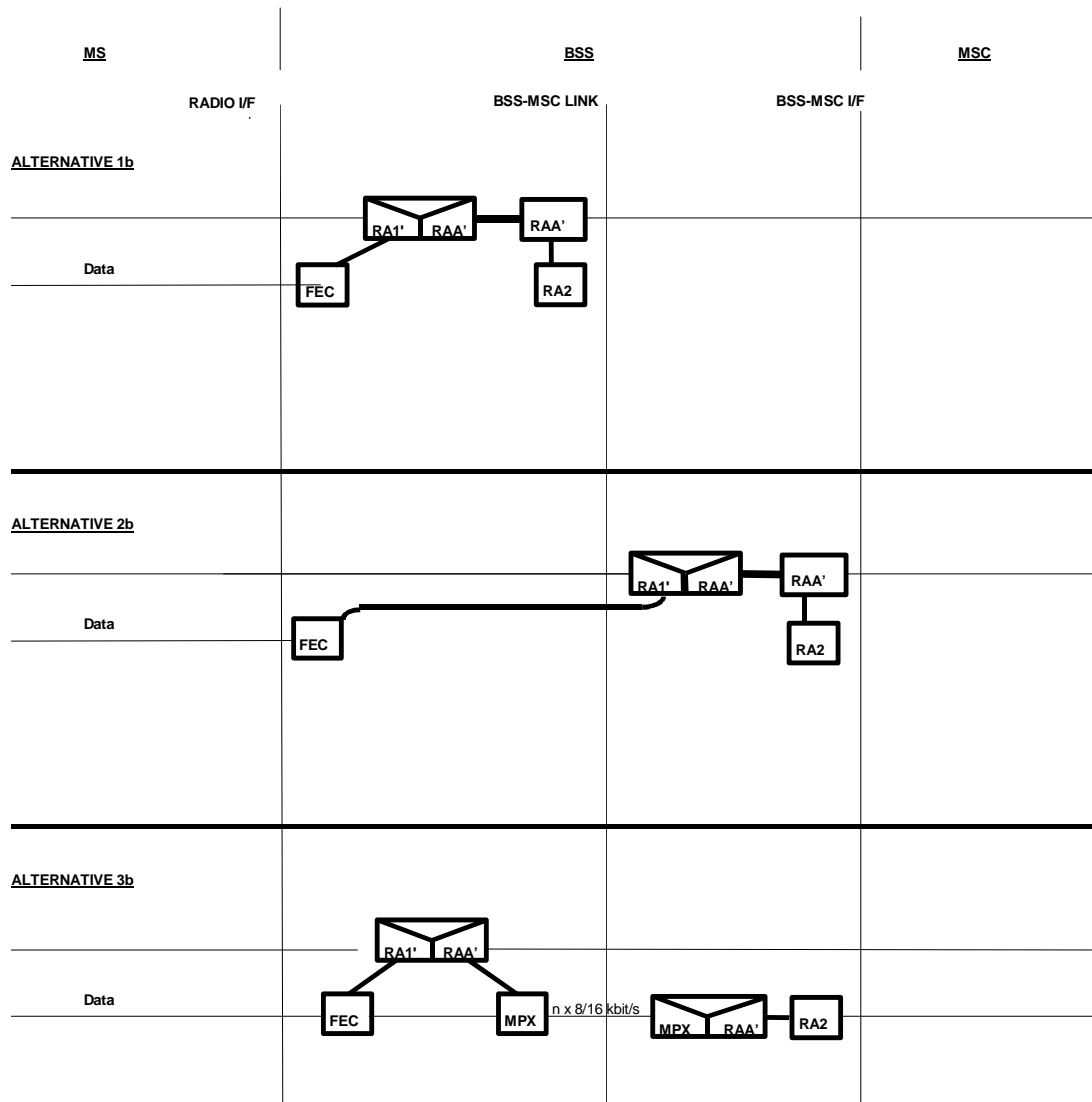 MS BSS MSC
RADIO I/F BSS-MSC LINK BSS-MSC I/F
ALTERNATIVE 1b
RA1' RAA' RAA'
Data
FEC RA2
ALTERNATIVE 2b
RA1' RAA' RAA'
Data
FEC RA2
ALTERNATIVE 3b
RA1' RAA'
Data
FEC MPX n x 8/16 kbit/s MPX RAA' RA2